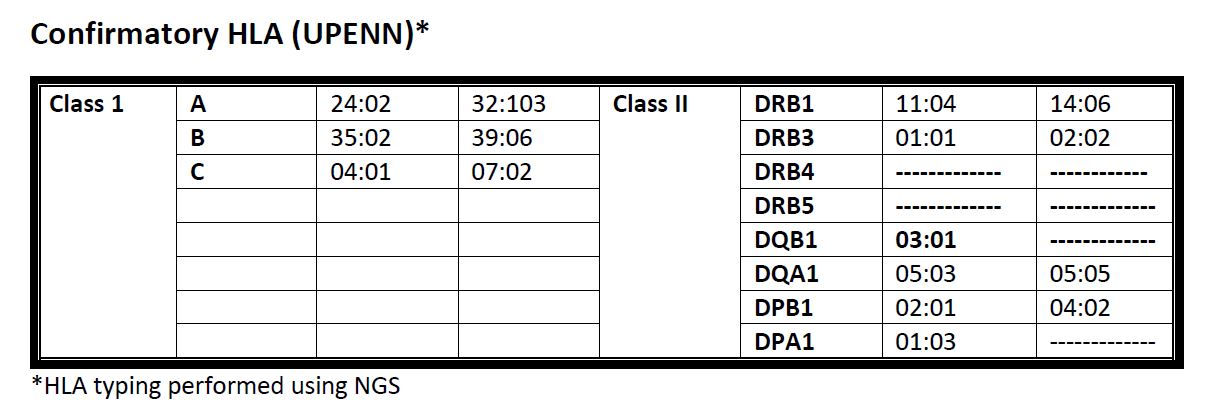 Confirmatory HLA (UPENN)*
Class 1 A 24:02 32:103 Class II DRB1 11:04 14:06
B 35:02 39:06 DRB3 01:01 02:02
C 04:01 07:02 DRB4 ------------- ------------
DRB5 ------------- -------------
DQB1 03:01 -------------
DQA1 05:03 05:05
DPB1 02:01 04:02
DPA1 01:03 -------------
*HLA typing performed using NGS